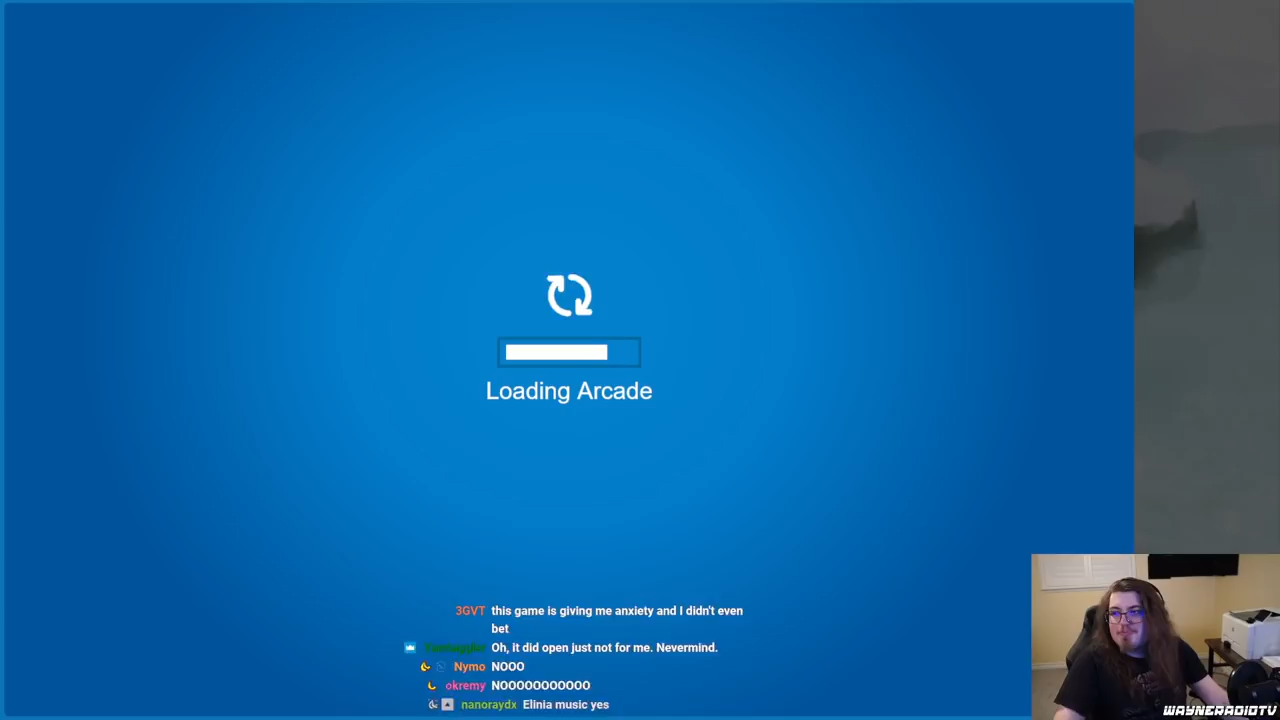 Loading Arcade
3GVT this game is giving me anxiety and I didn't even
bet
Oh, it did open just not for me. Nevermind.
Nymo NOOO
okremy NOOOOOOOOOOO
nanoraydx Elinia music yes
WAYNERADIOTV